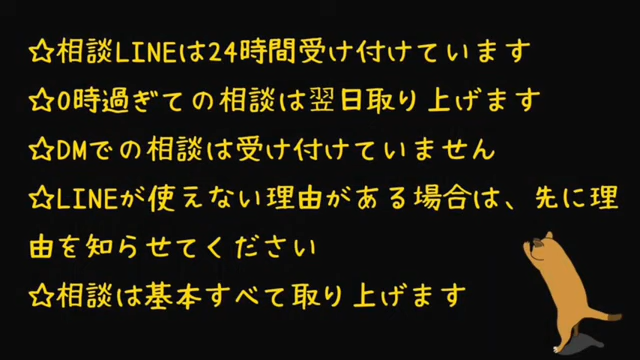 ☆相談LINEは24時間受け付けています
☆0時過ぎての相談は翌日取り上げます
☆DMでの相談は受け付けていません
☆LINEが使えない理由がある場合は、先に理
由を知らせてください
☆相談は基本すべて取り上げます